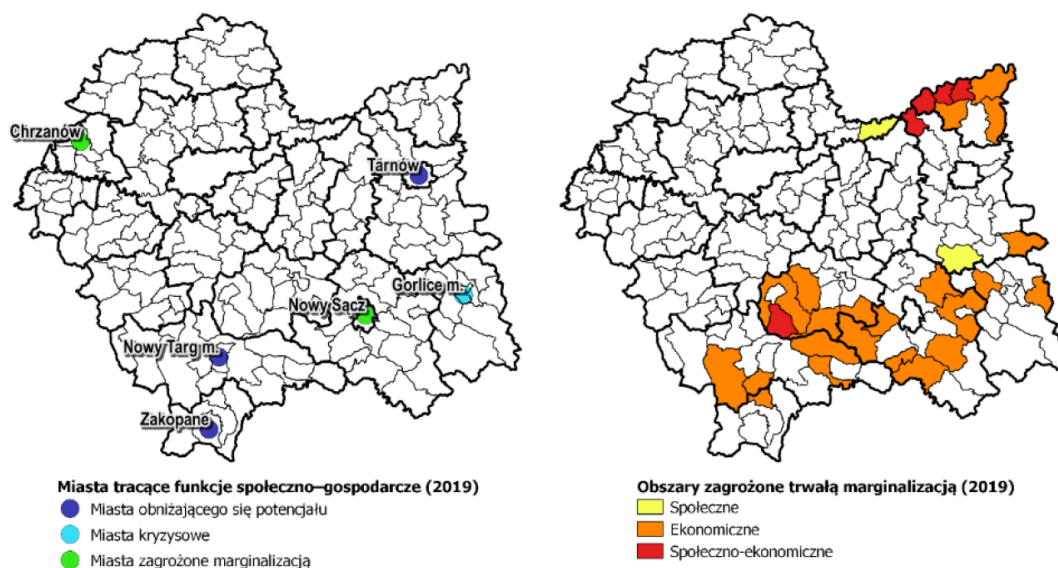 Chrzanów
Tarnów
Gorlice m.
Nowy Sącz
Nowy Targ m.
Zakopane
Miasta tracące funkcje społeczno–gospodarcze (2019)
Miasta obniżającego się potencjału
Miasta kryzysowe
Miasta zagrożone marginalizacją
Obszary zagrożone trwałą marginalizacją (2019)
Społeczne
Ekonomiczne
Społeczno-ekonomiczne